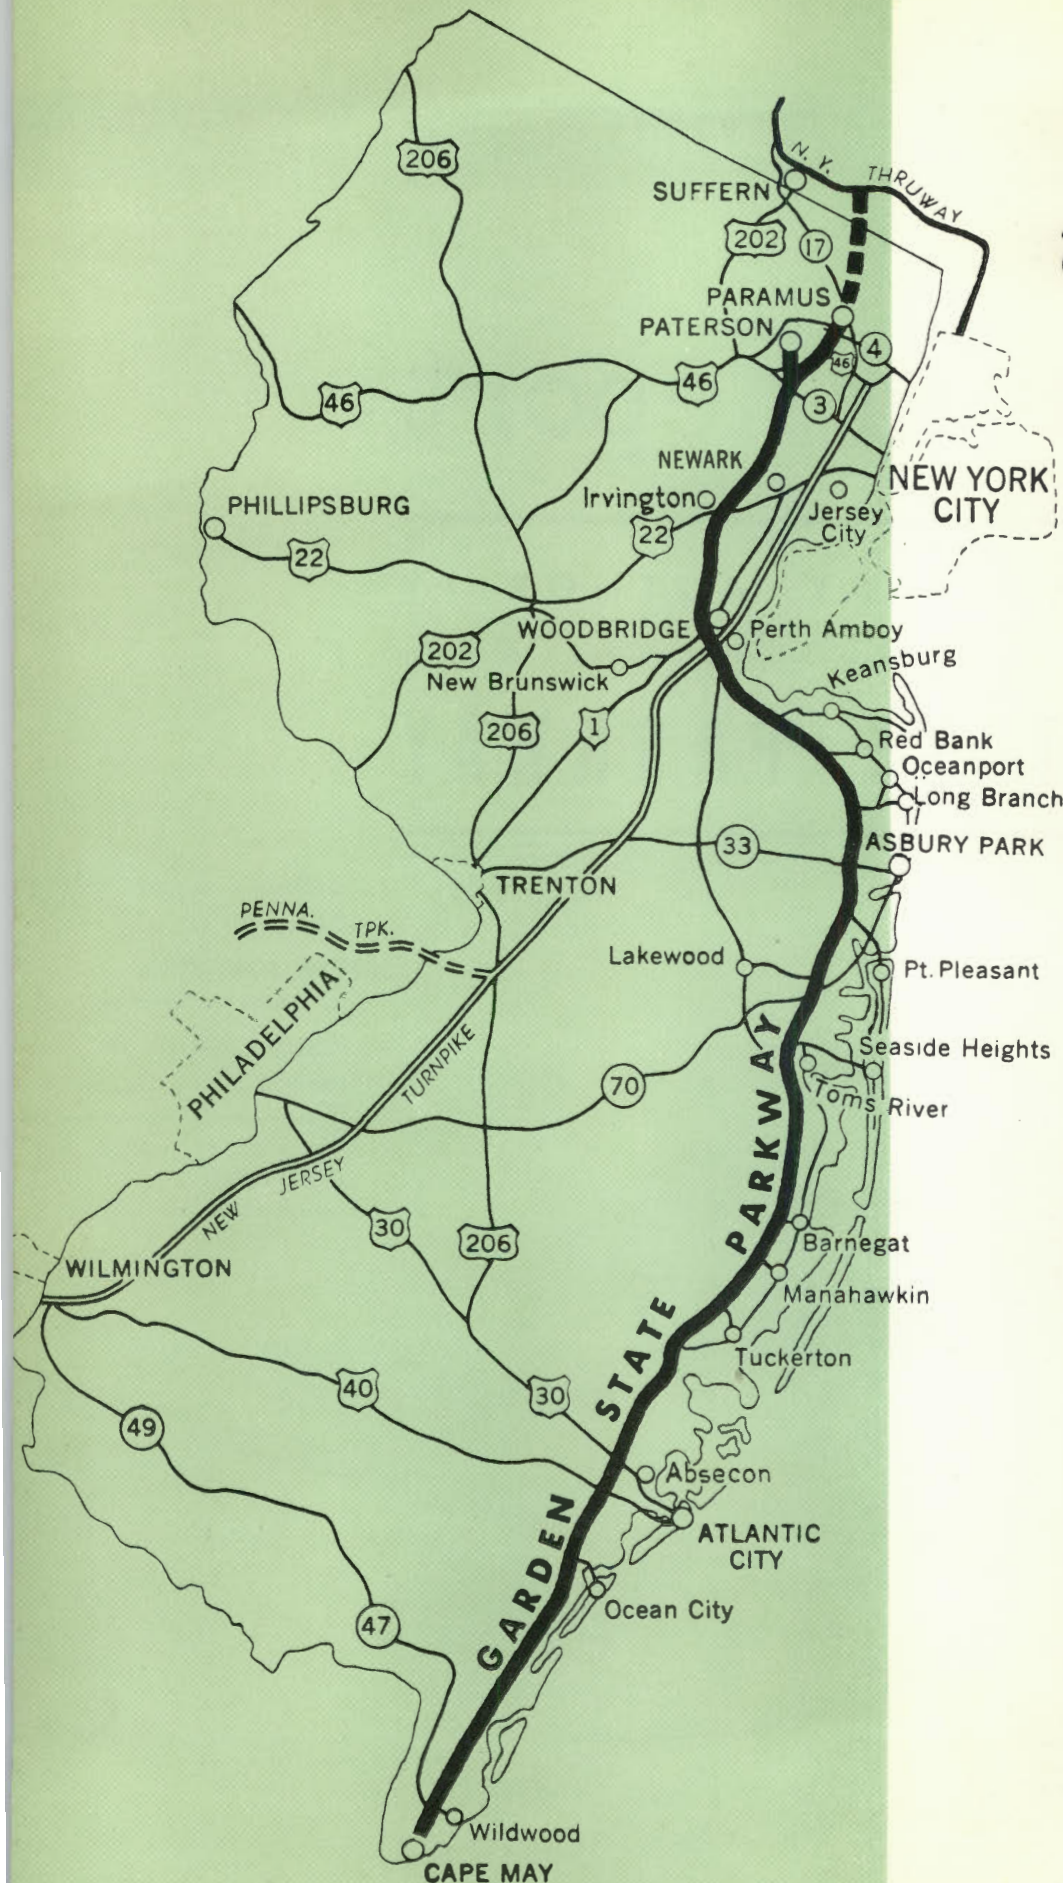 206
N. Y. THRUWAY
SUFFERN
202
17
PARAMUS
PATERSON
4
46
46
46
3
NEWARK
NEW YORK
CITY
Irvington
Jersey
City
PHILLIPSBURG
22
22
WOODBRIDGE
Perth Amboy
202
Keansburg
New Brunswick
206
1
Red Bank
Oceanport
Long Branch
33
ASBURY PARK
TRENTON
PENNA. TPK.
Lakewood
Pt. Pleasant
PHILADELPHIA
Seaside Heights
70
Toms River
NEW JERSEY TURNPIKE
30
206
Barnegat
WILMINGTON
Manahawkin
Tuckerton
40
30
49
Absecon
ATLANTIC
CITY
Ocean City
47
GARDEN STATE PARKWAY
Wildwood
CAPE MAY